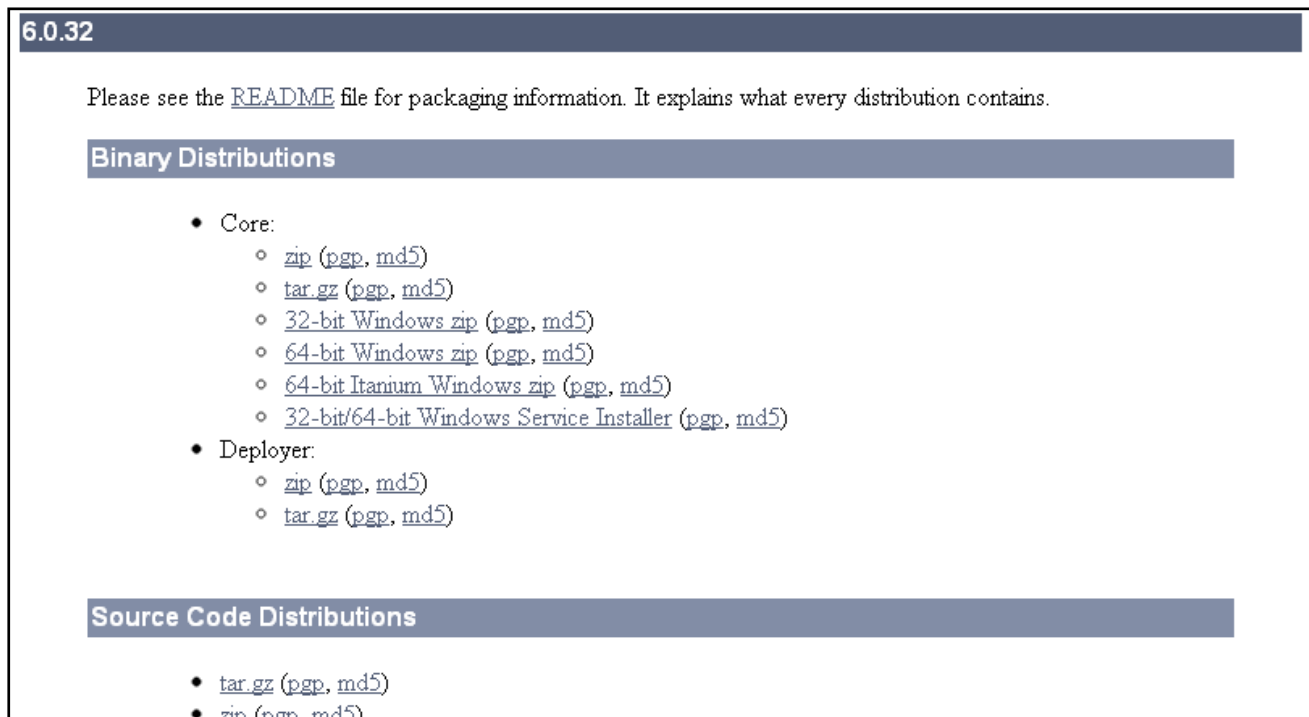 6.0.32
Please see the README file for packaging information. It explains what every distribution contains.
Binary Distributions
• Core:
○ zip (pgp, md5)
○ tar.gz (pgp, md5)
○ 32-bit Windows zip (pgp, md5)
○ 64-bit Windows zip (pgp, md5)
○ 64-bit Itanium Windows zip (pgp, md5)
○ 32-bit/64-bit Windows Service Installer (pgp, md5)
• Deployer:
○ zip (pgp, md5)
○ tar.gz (pgp, md5)
Source Code Distributions
• tar.gz (pgp, md5)
• zip (pgp, md5)